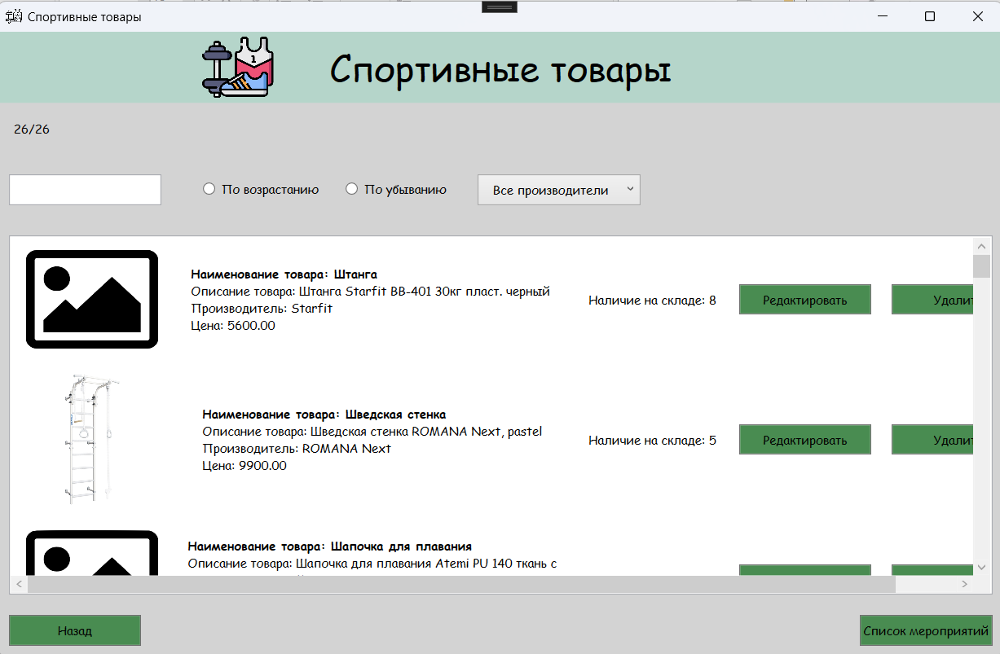 Спортивные товары
1
Спортивные товары
26/26
По возрастанию
По убыванию
Все производители
Наименование товара: Штанга
Описание товара: Штанга Starfit BB-401 30кг пласт. черный
Производитель: Starfit
Цена: 5600.00
Наличие на складе: 8
Редактировать
Удалит
Наименование товара: Шведская стенка
Описание товара: Шведская стенка ROMANA Next, pastel
Производитель: ROMANA Next
Цена: 9900.00
Наличие на складе: 5
Редактировать
Удалит
Наименование товара: Шапочка для плавания
Описание товара: Шапочка для плавания Atemi PU 140 ткань с
Назад
Список мероприятий